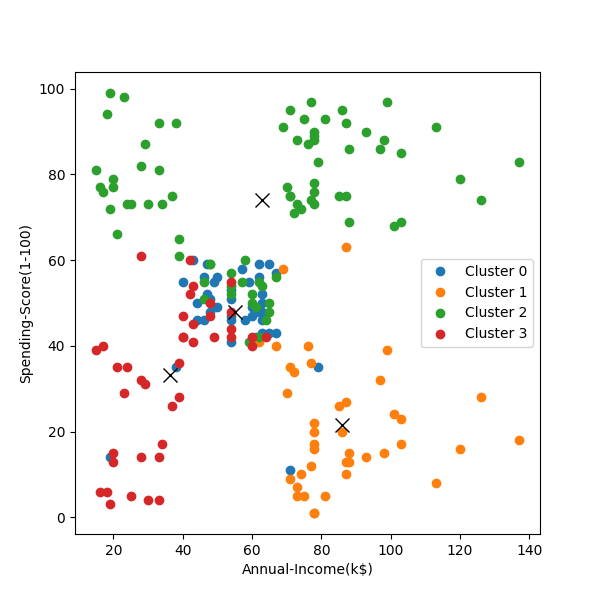 100
80
60
40
20
0
Spending-Score(1-100)
Cluster 0
Cluster 1
Cluster 2
Cluster 3
20 40 60 80 100 120 140
Annual-Income(k$)